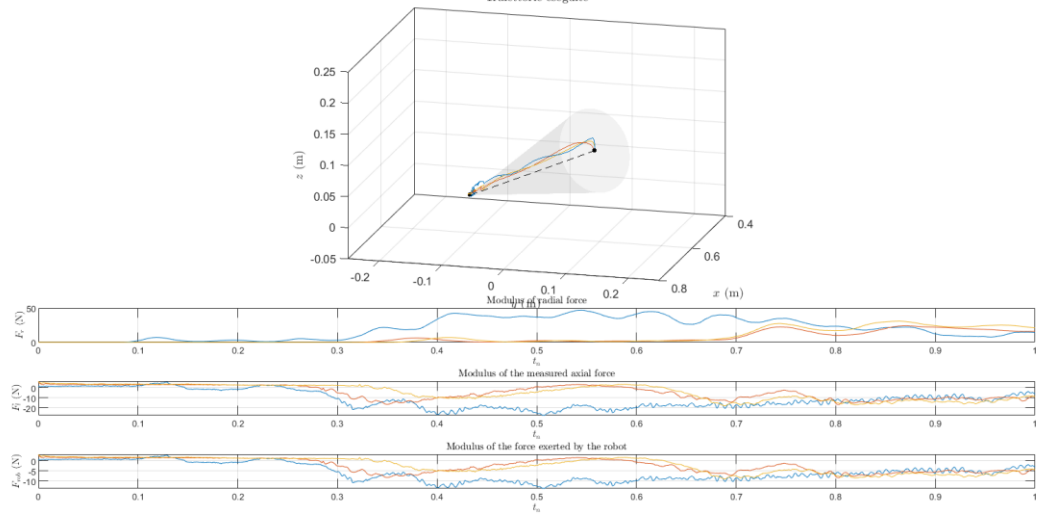 0.25
0.2
0.15
0.1
0.05
0
-0.05
z (m)
-0.2
-0.1
0
0.1
0.2
0.4
0.6
0.8
x (m)
(m)
Modulus of radial force
50
0
F_r (N)
0 0.1 0.2 0.3 0.4 0.5 0.6 0.7 0.8 0.9 1
t_n
Modulus of the measured axial force
0
-10
-20
(N)
0 0.1 0.2 0.3 0.4 0.5 0.6 0.7 0.8 0.9 1
t_n
Modulus of the force exerted by the robot
0
-5
-10
(N)
0 0.1 0.2 0.3 0.4 0.5 0.6 0.7 0.8 0.9 1
t_n